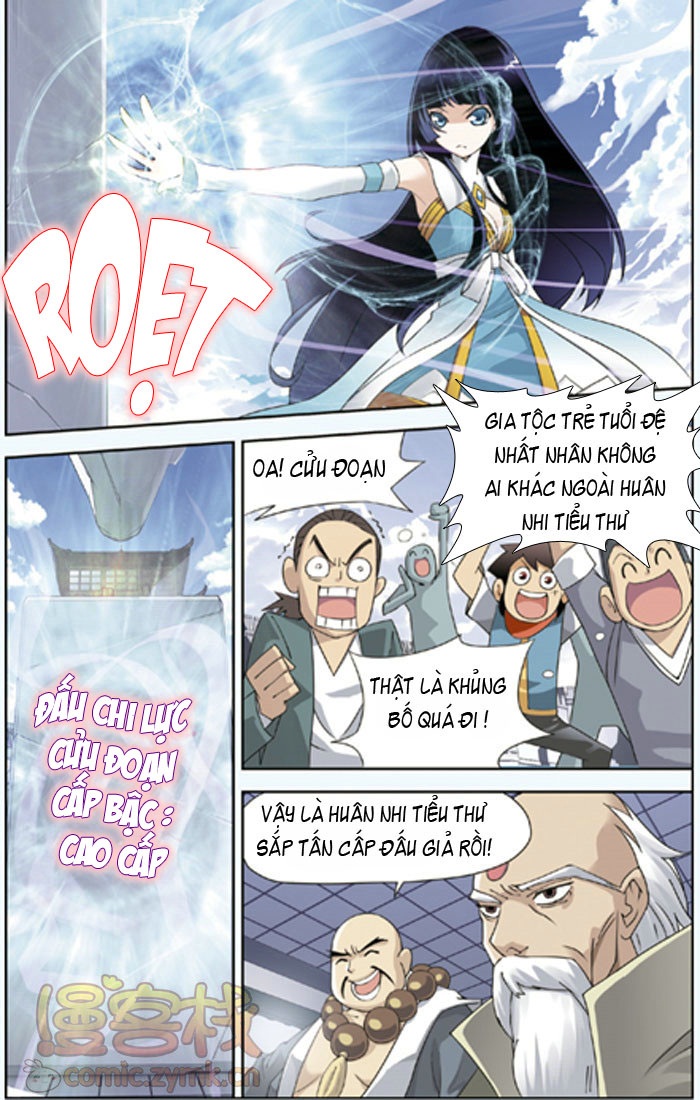 ROẸT
OA! CỬU ĐOẠN
GIA TỘC TRẺ TUỔI ĐỆ
NHẤT NHÂN KHÔNG
AI KHÁC NGOÀI HUÂN
NHI TIỂU THƯ
THẬT LÀ KHỦNG
BỐ QUÁ ĐI !
ĐẤU CHI LỰC
CỬU ĐOẠN
CẤP BẬC :
CAO CẤP
VẬY LÀ HUÂN NHI TIỂU THƯ
SẮP TẤN CẤP ĐẤU GIẢ RỒI!
漫客栈
comic.zymk.cn